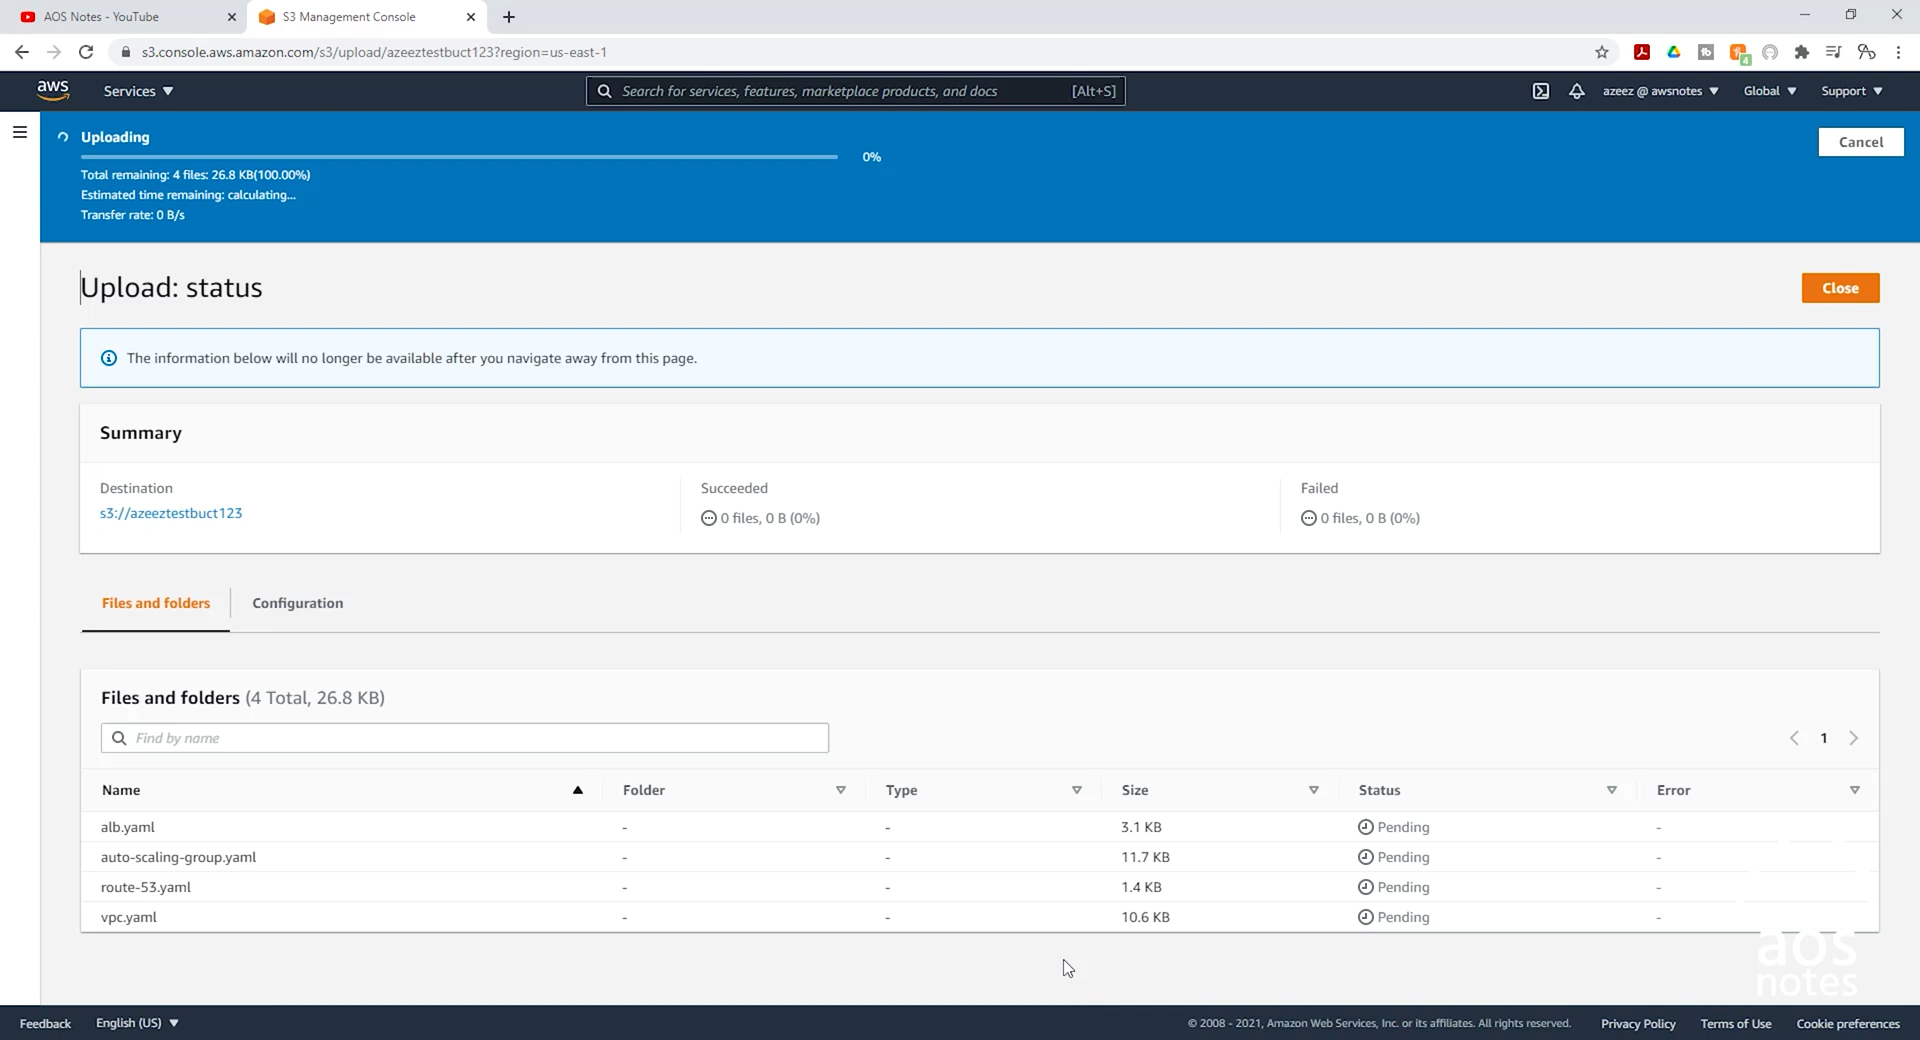 AOS Notes - YouTube
S3 Management Console
s3.console.aws.amazon.com/s3/upload/azeeztestbuct123?region=us-east-1
4
aws
Services
Search for services, features, marketplace products, and docs
[Alt+S]
azeez @ awsnotes
Global
Support
Uploading
0%
Cancel
Total remaining: 4 files: 26.8 KB(100.00%)
Estimated time remaining: calculating...
Transfer rate: 0 B/s
Upload: status
Close
The information below will no longer be available after you navigate away from this page.
Summary
Destination
s3://azeeztestbuct123
Succeeded
0 files, 0 B (0%)
Failed
0 files, 0 B (0%)
Files and folders
Configuration
Files and folders (4 Total, 26.8 KB)
Find by name
1
Name Folder Type Size Status Error
alb.yaml - - 3.1 KB Pending -
auto-scaling-group.yaml - - 11.7 KB Pending -
route-53.yaml - - 1.4 KB Pending -
vpc.yaml - - 10.6 KB Pending -
aos
notes
Feedback
English (US)
© 2008 - 2021, Amazon Web Services, Inc. or its affiliates. All rights reserved.
Privacy Policy
Terms of Use
Cookie preferences